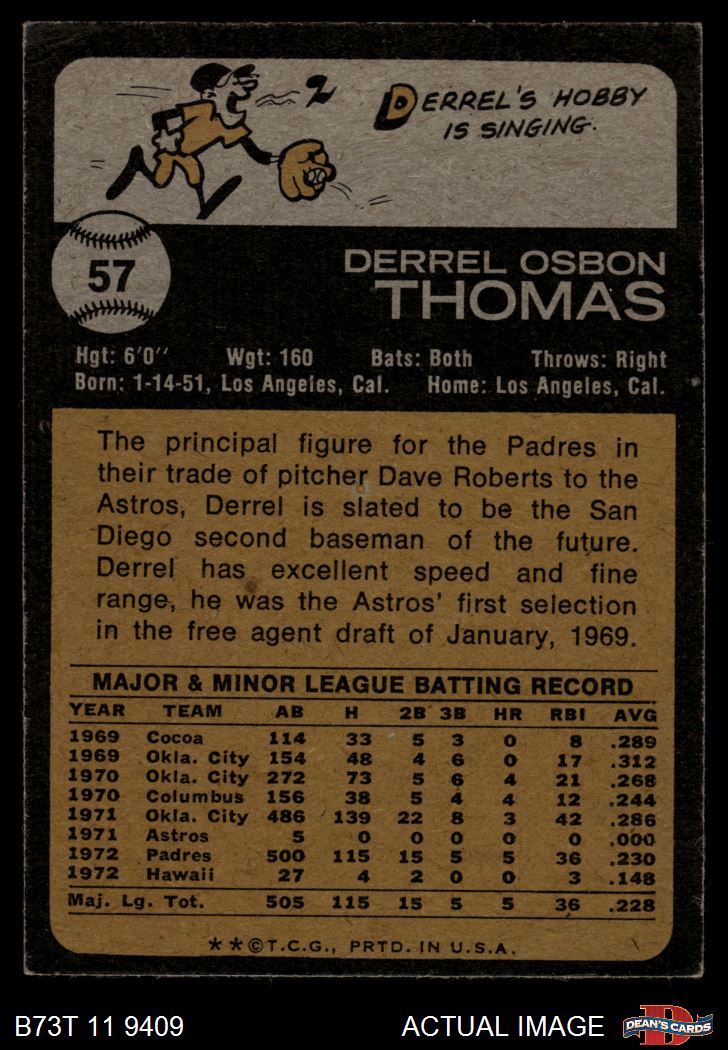 2 DERREL'S HOBBY
IS SINGING.
57
DERREL OSBON
THOMAS
Hgt: 6'0'' Wgt: 160 Bats: Both Throws: Right
Born: 1-14-51, Los Angeles, Cal. Home: Los Angeles, Cal.
The principal figure for the Padres in
their trade of pitcher Dave Roberts to the
Astros, Derrel is slated to be the San
Diego second baseman of the future.
Derrel has excellent speed and fine
range, he was the Astros' first selection
in the free agent draft of January, 1969.
MAJOR & MINOR LEAGUE BATTING RECORD
YEAR TEAM AB H 2B 3B HR RBI AVG
1969 Cocoa 114 33 5 3 0 8 .289
1969 Okla. City 154 48 4 6 0 17 .312
1970 Okla. City 272 73 5 6 4 21 .268
1970 Columbus 156 38 5 4 4 12 .244
1971 Okla. City 486 139 22 8 3 42 .286
1971 Astros 5 0 0 0 0 0 .000
1972 Padres 500 115 15 5 5 36 .230
1972 Hawaii 27 4 2 0 0 3 .148
Maj. Lg. Tot. 505 115 15 5 5 36 .228
**©T.C.G., PRTD. IN U.S.A.
B73T 11 9409 ACTUAL IMAGE D DEAN'S CARDS